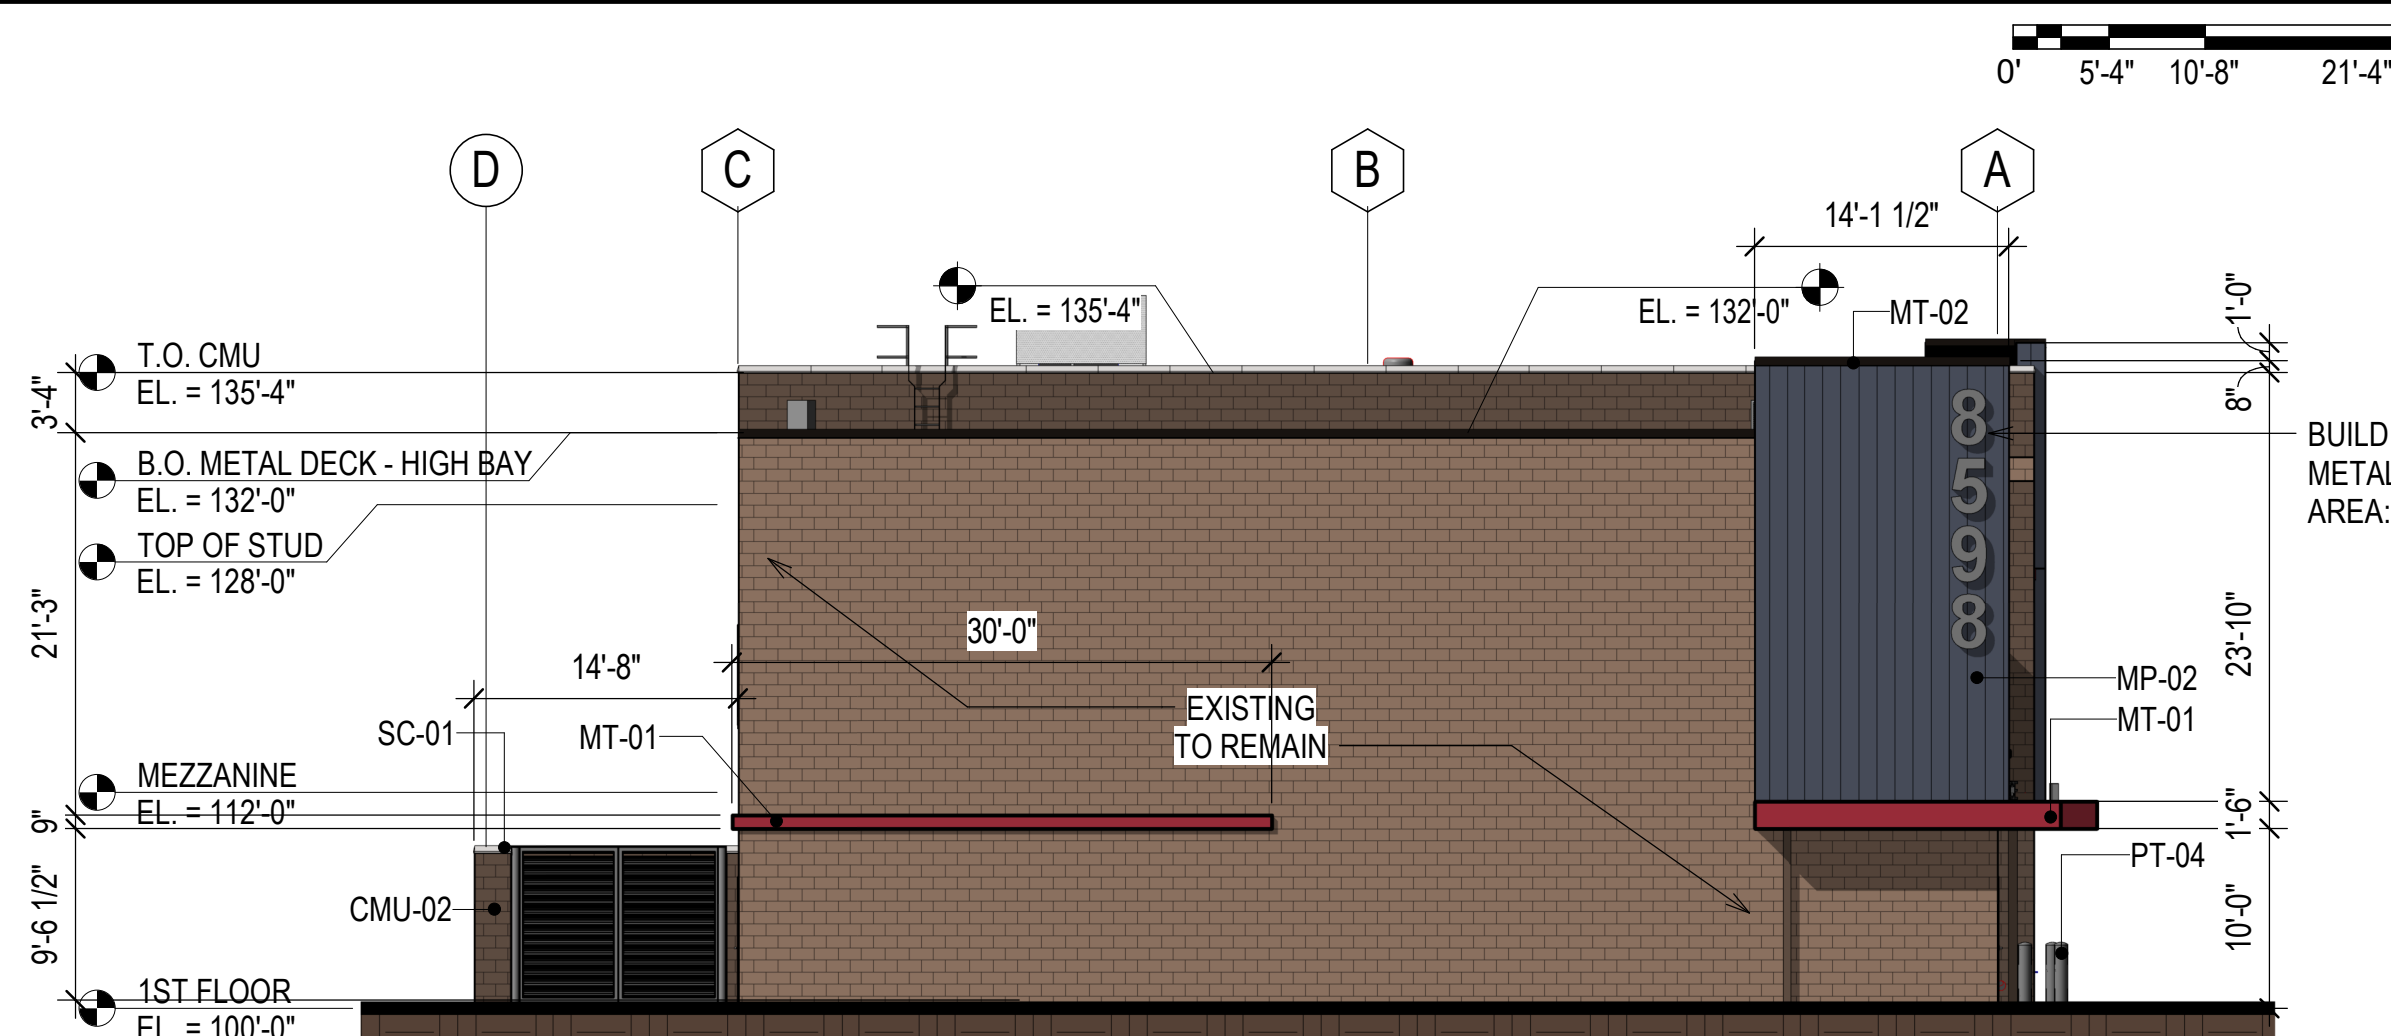 0' 5'-4" 10'-8" 21'-4"
D C B A
14'-1 1/2"
EL. = 135'-4"
EL. = 132'-0"
MT-02
1'-0"
T.O. CMU
EL. = 135'-4"
3'-4"
8"
8
5
9
8
BUILD
METAL
AREA:
B.O. METAL DECK - HIGH BAY
EL. = 132'-0"
TOP OF STUD
EL. = 128'-0"
21'-3"
30'-0"
14'-8"
23'-10"
EXISTING
TO REMAIN
MP-02
MT-01
SC-01
MT-01
MEZZANINE
EL. = 112'-0"
9"
1'-6"
PT-04
CMU-02
9'-6 1/2"
10'-0"
1ST FLOOR
EL. = 100'-0"